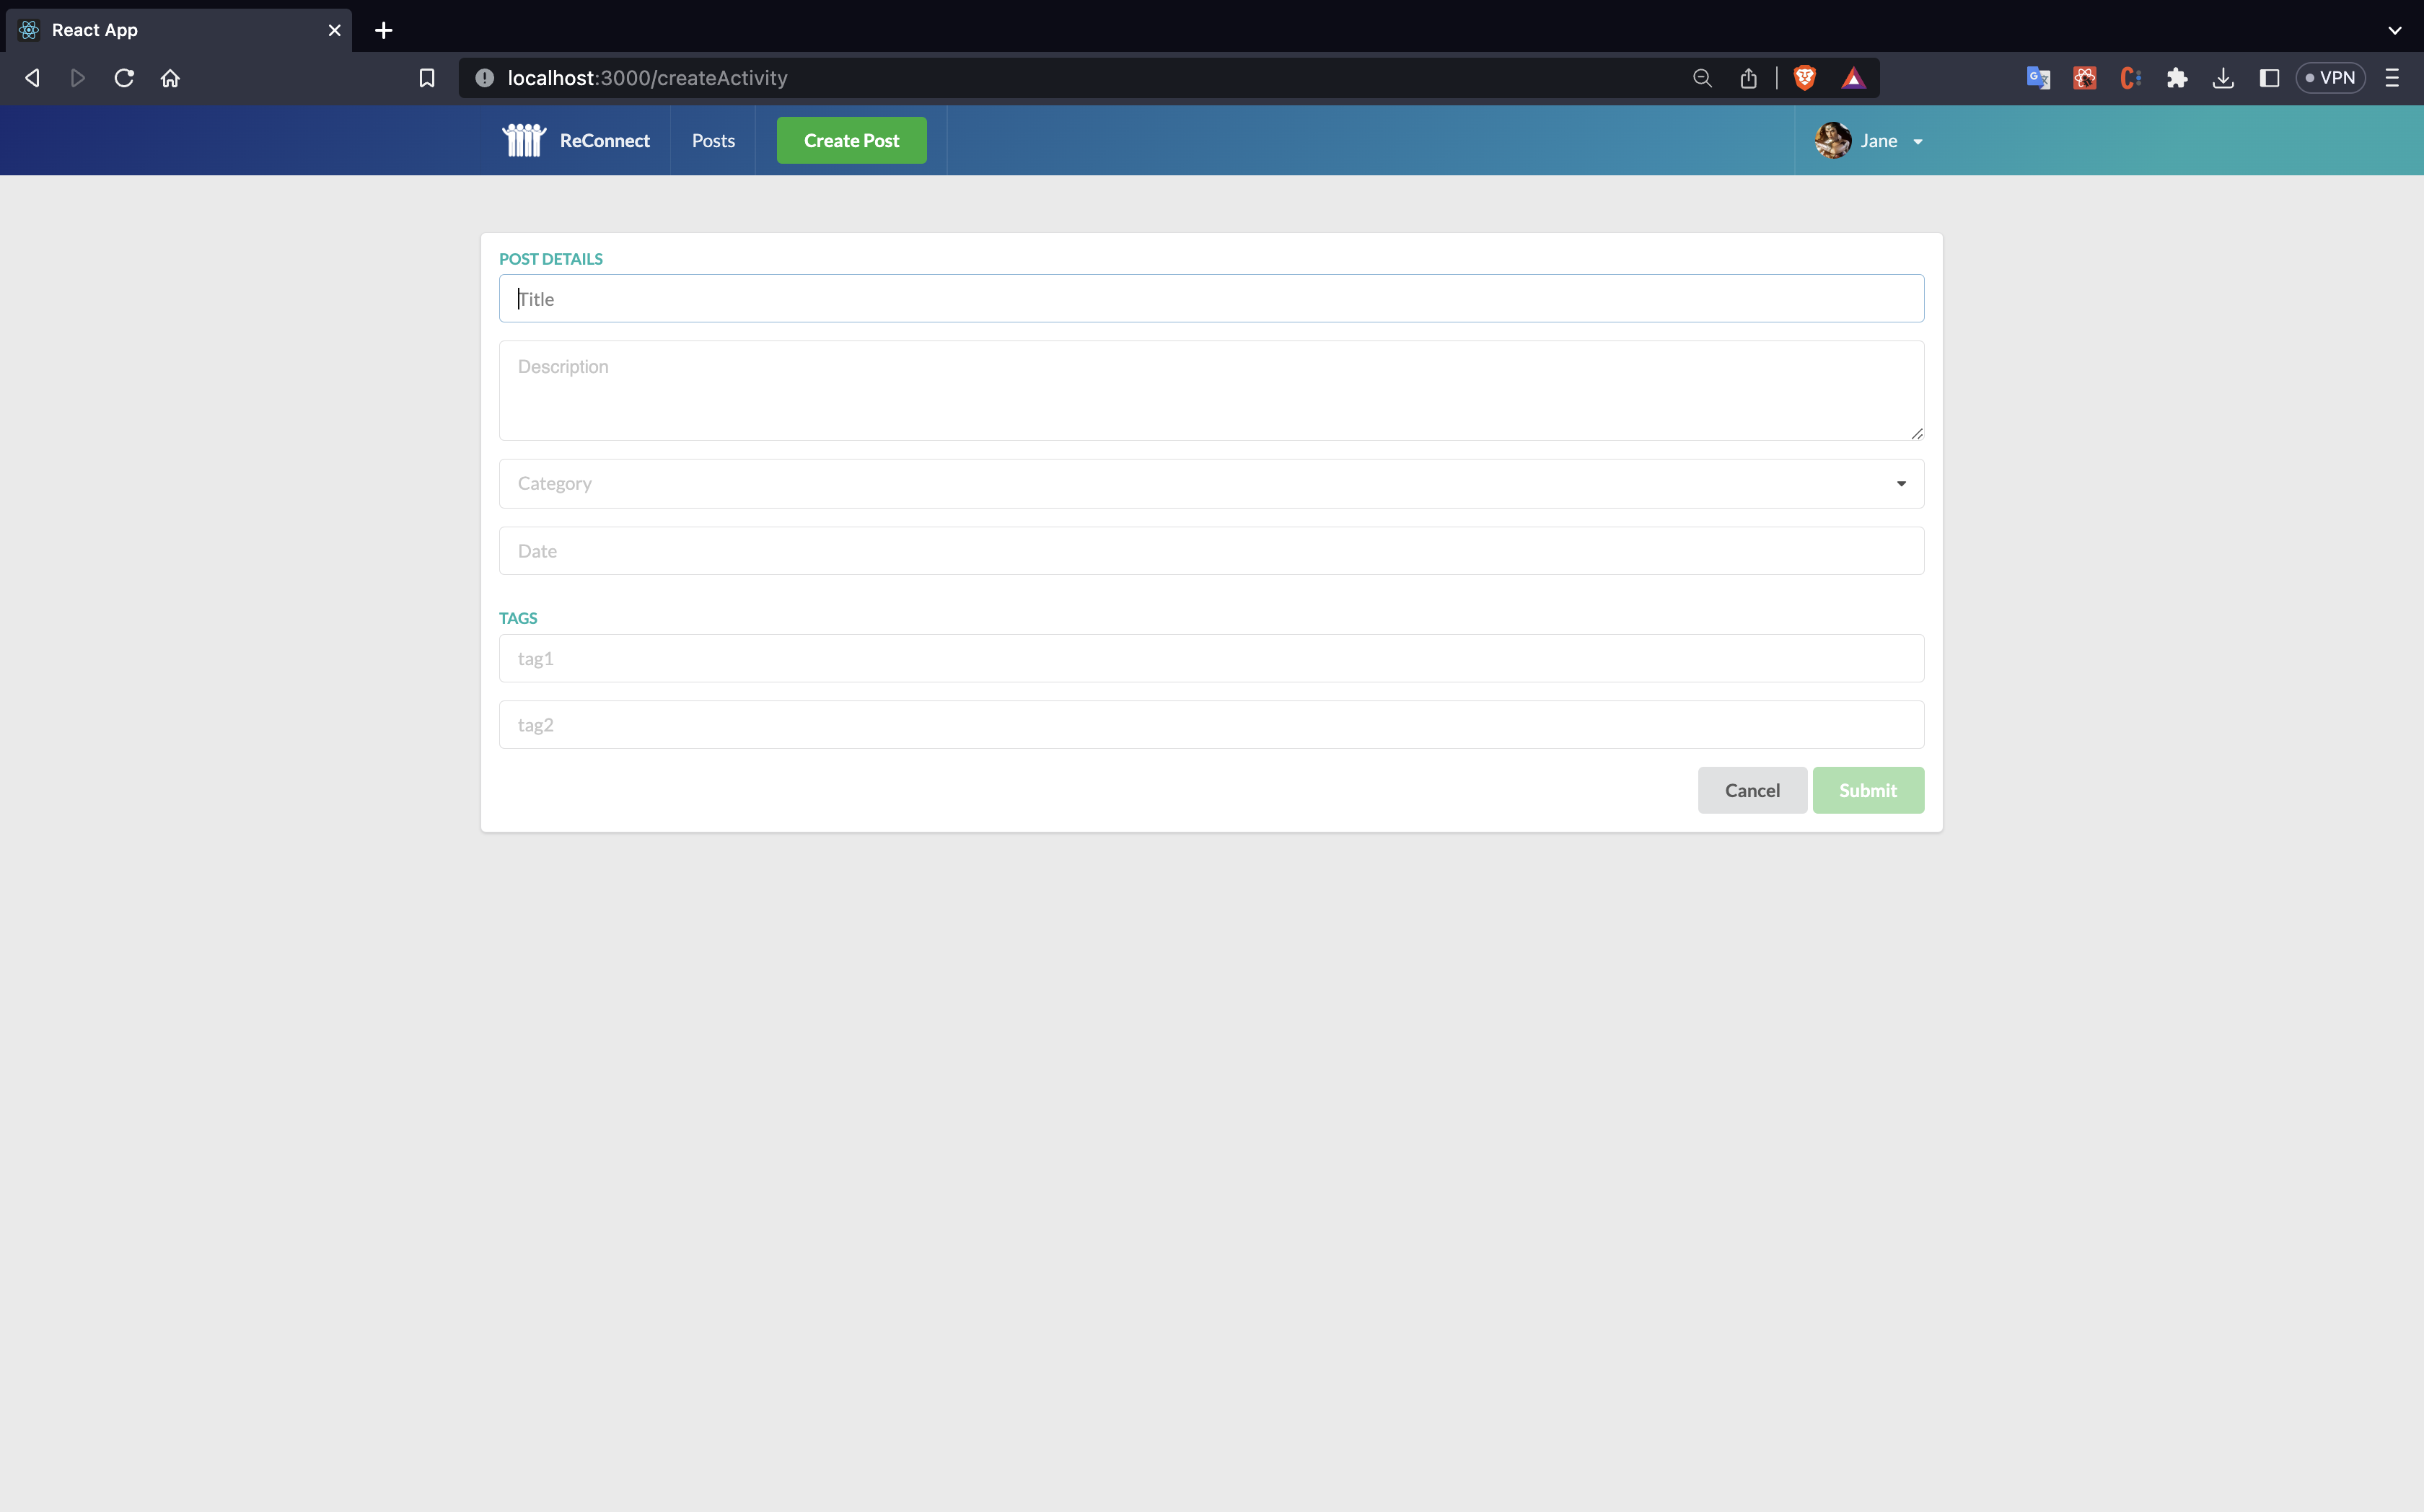 React App
localhost:3000/createActivity
VPN
ReConnect
Posts
Create Post
Jane
POST DETAILS
Title
Description
Category
Date
TAGS
tag1
tag2
Cancel
Submit